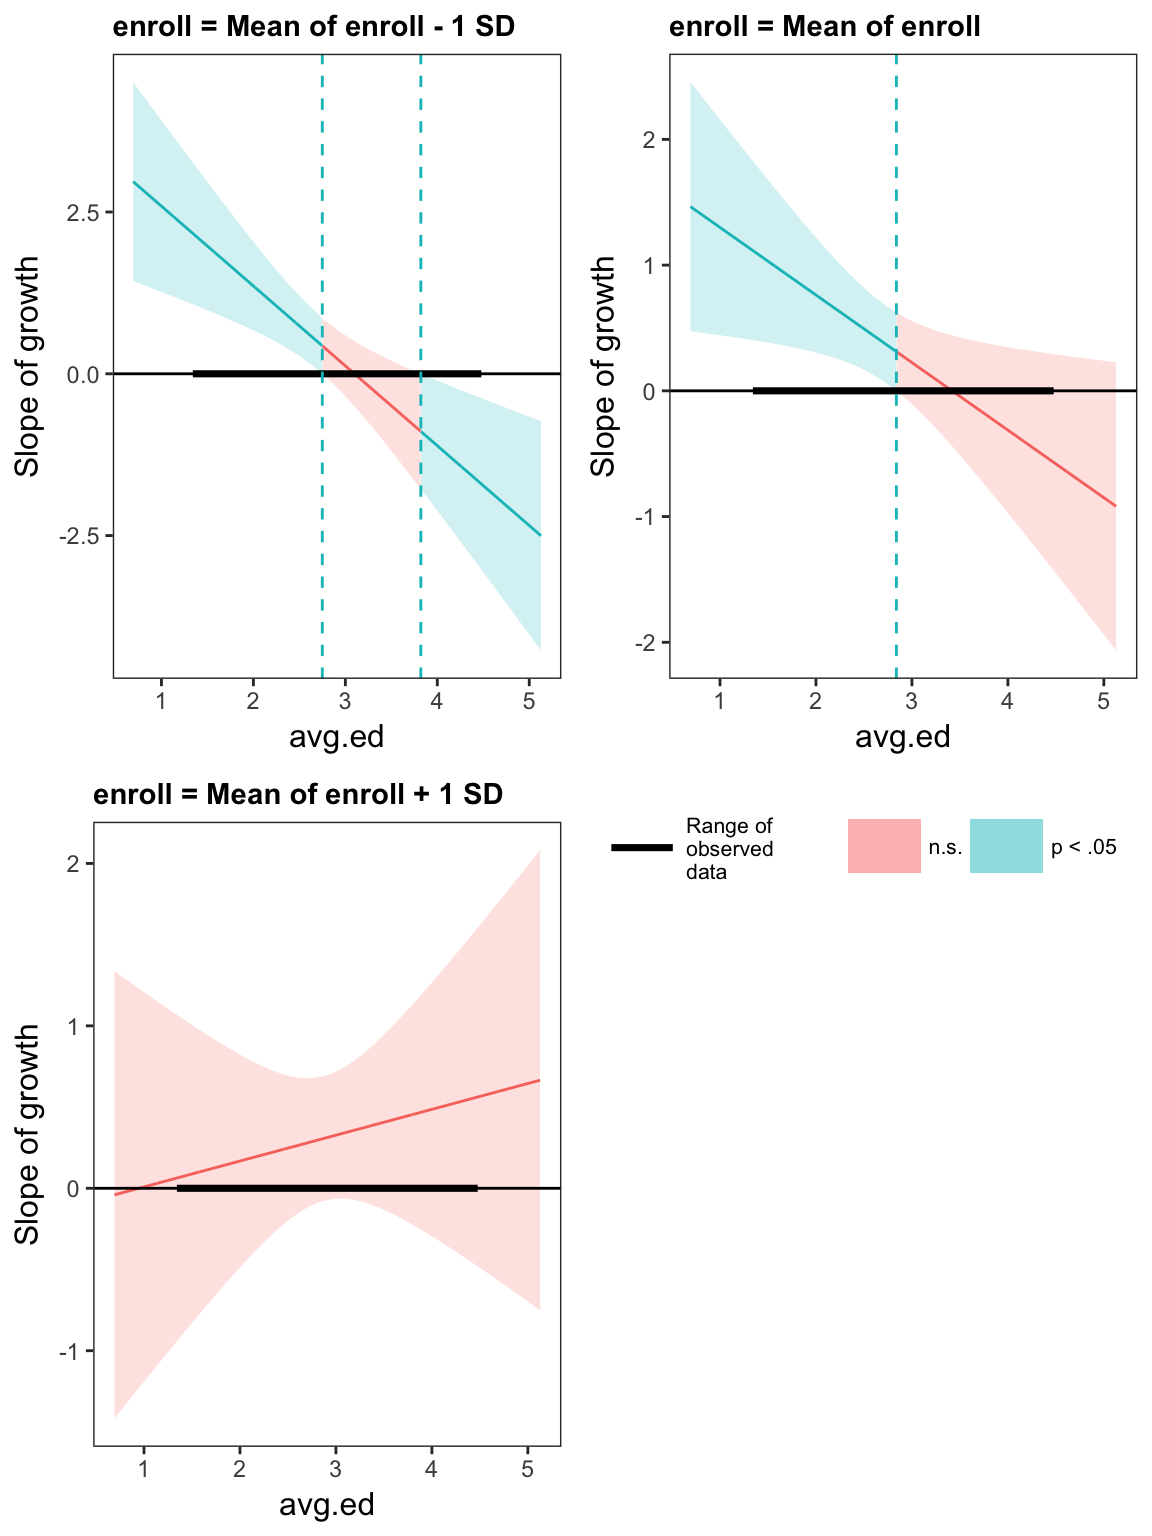 enroll = Mean of enroll - 1 SD
Slope of growth
2.5
0.0
-2.5
1 2 3 4 5
avg.ed
enroll = Mean of enroll
Slope of growth
2
1
0
-1
-2
1 2 3 4 5
avg.ed
enroll = Mean of enroll + 1 SD
Slope of growth
2
1
0
-1
1 2 3 4 5
avg.ed
Range of
observed
data
n.s.
p < .05